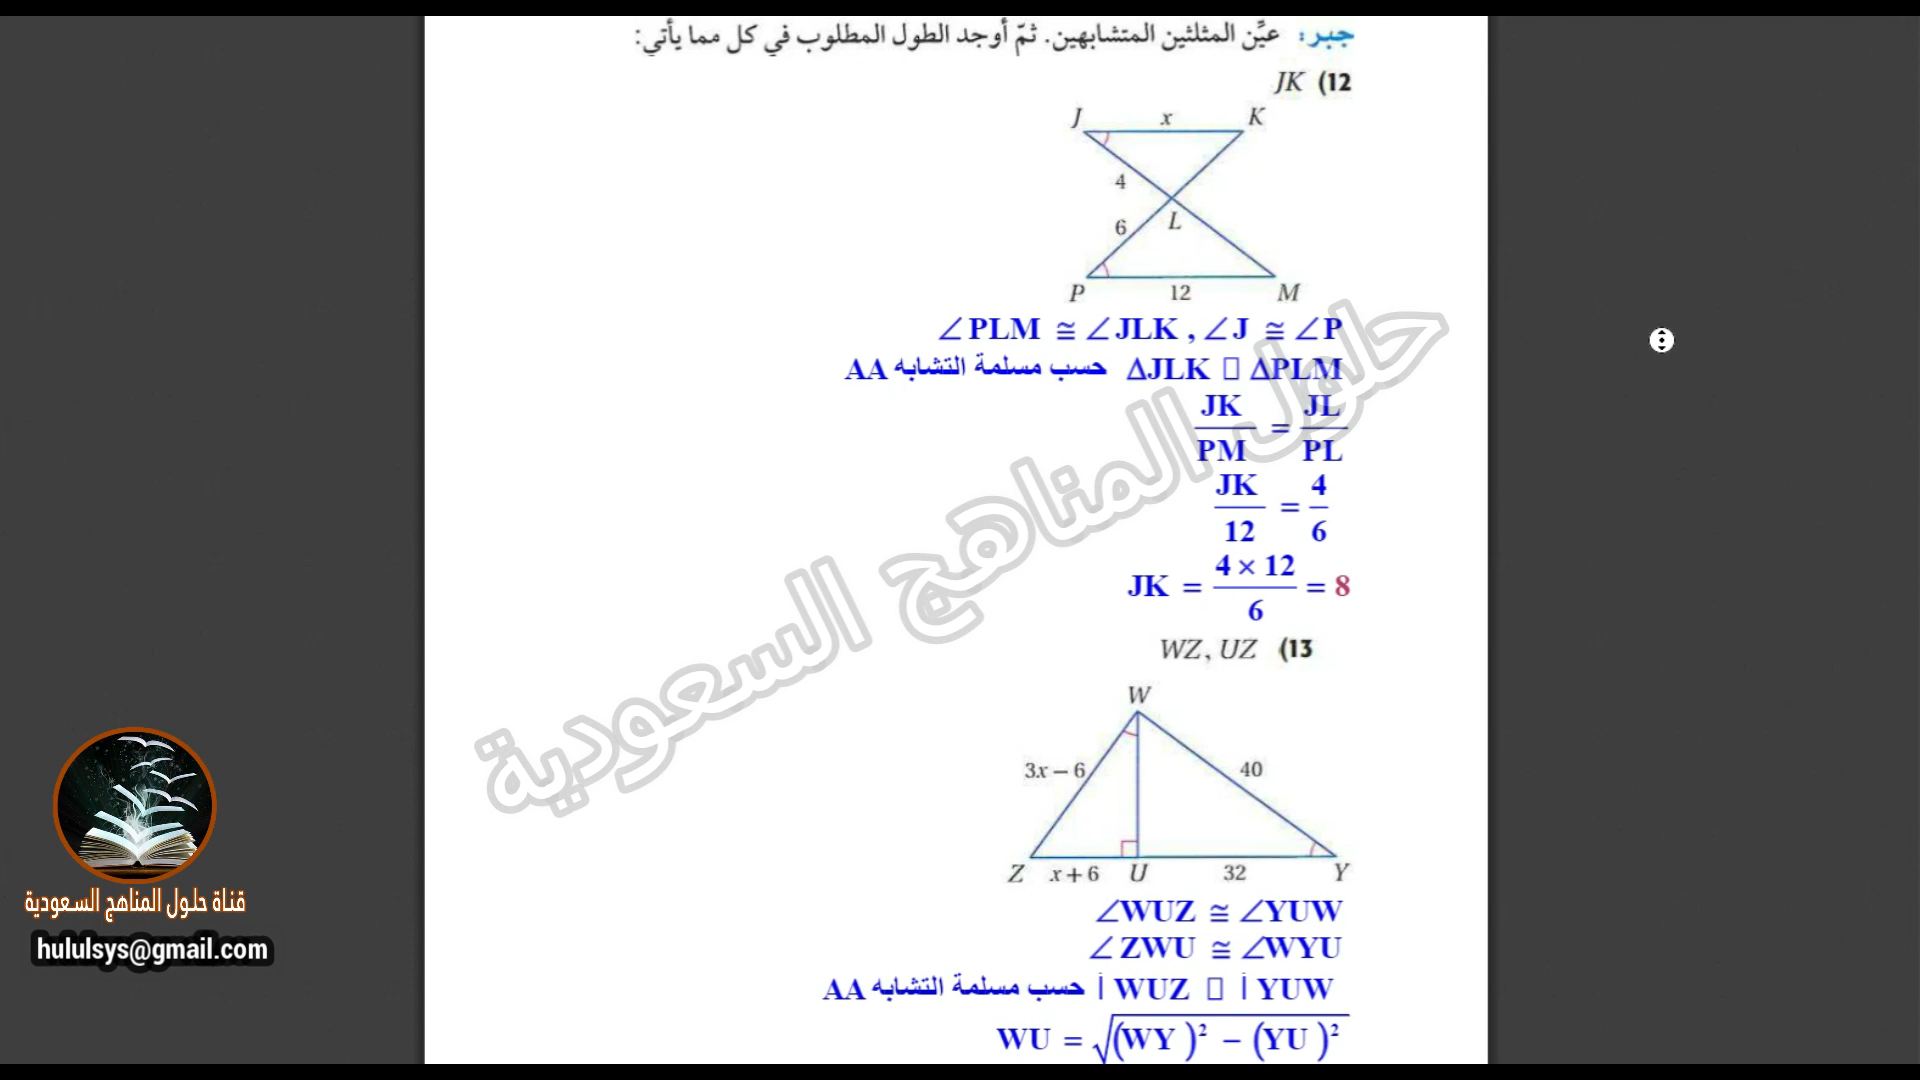 جبر: عيِّن المثلثين المتشابهين. ثمّ أوجد الطول المطلوب في كل مما يأتي:
12) JK
J x K
4
6 L
P 12 M
∠PLM ≅ ∠JLK , ∠J ≅ ∠P
ΔJLK ▯ ΔPLM حسب مسلمة التشابه AA
JK/PM = JL/PL
JK/12 = 4/6
JK = 4 × 12/6 = 8
13) WZ, UZ
W
3x – 6 40
Z x + 6 U 32 Y
∠WUZ ≅ ∠YUW
∠ZWU ≅ ∠WYU
أ WUZ ▯ أ YUW حسب مسلمة التشابه AA
WU = √(WY)² – (YU)²
حلول المناهج السعودية
قناة حلول المناهج السعودية
hululsys@gmail.com